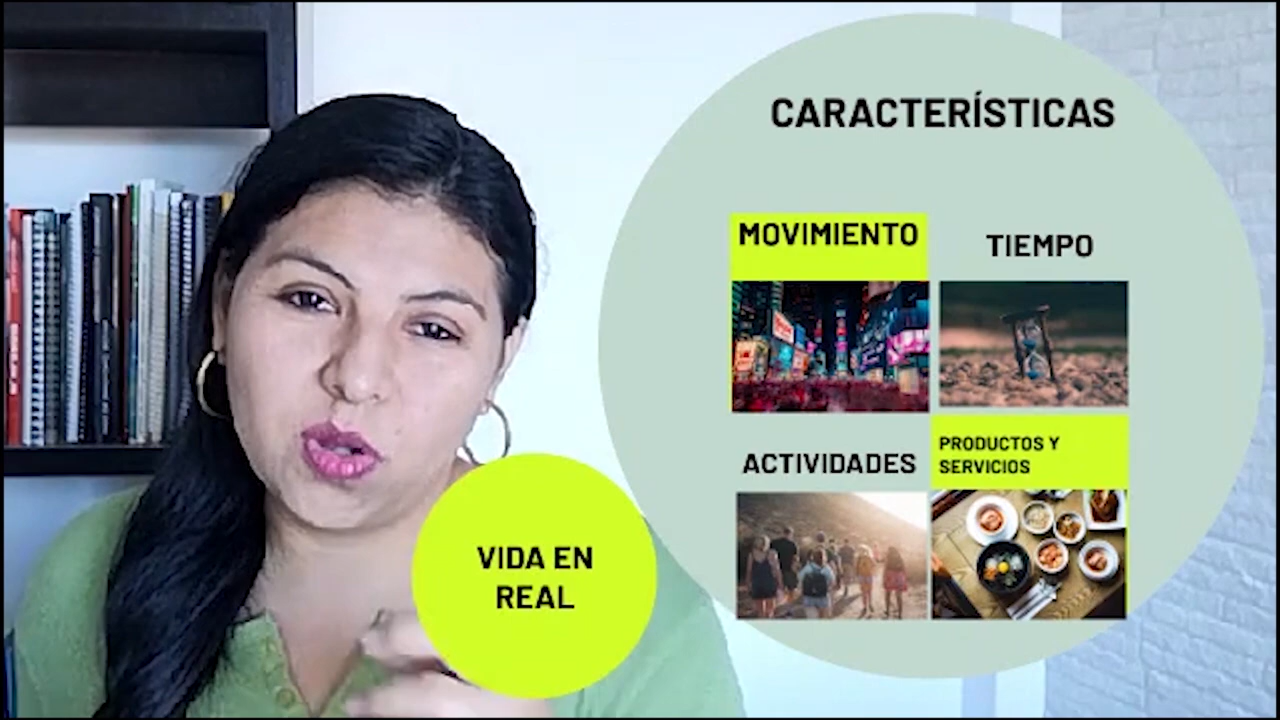 CARACTERÍSTICAS
MOVIMIENTO
TIEMPO
ACTIVIDADES
PRODUCTOS Y
SERVICIOS
VIDA EN
REAL